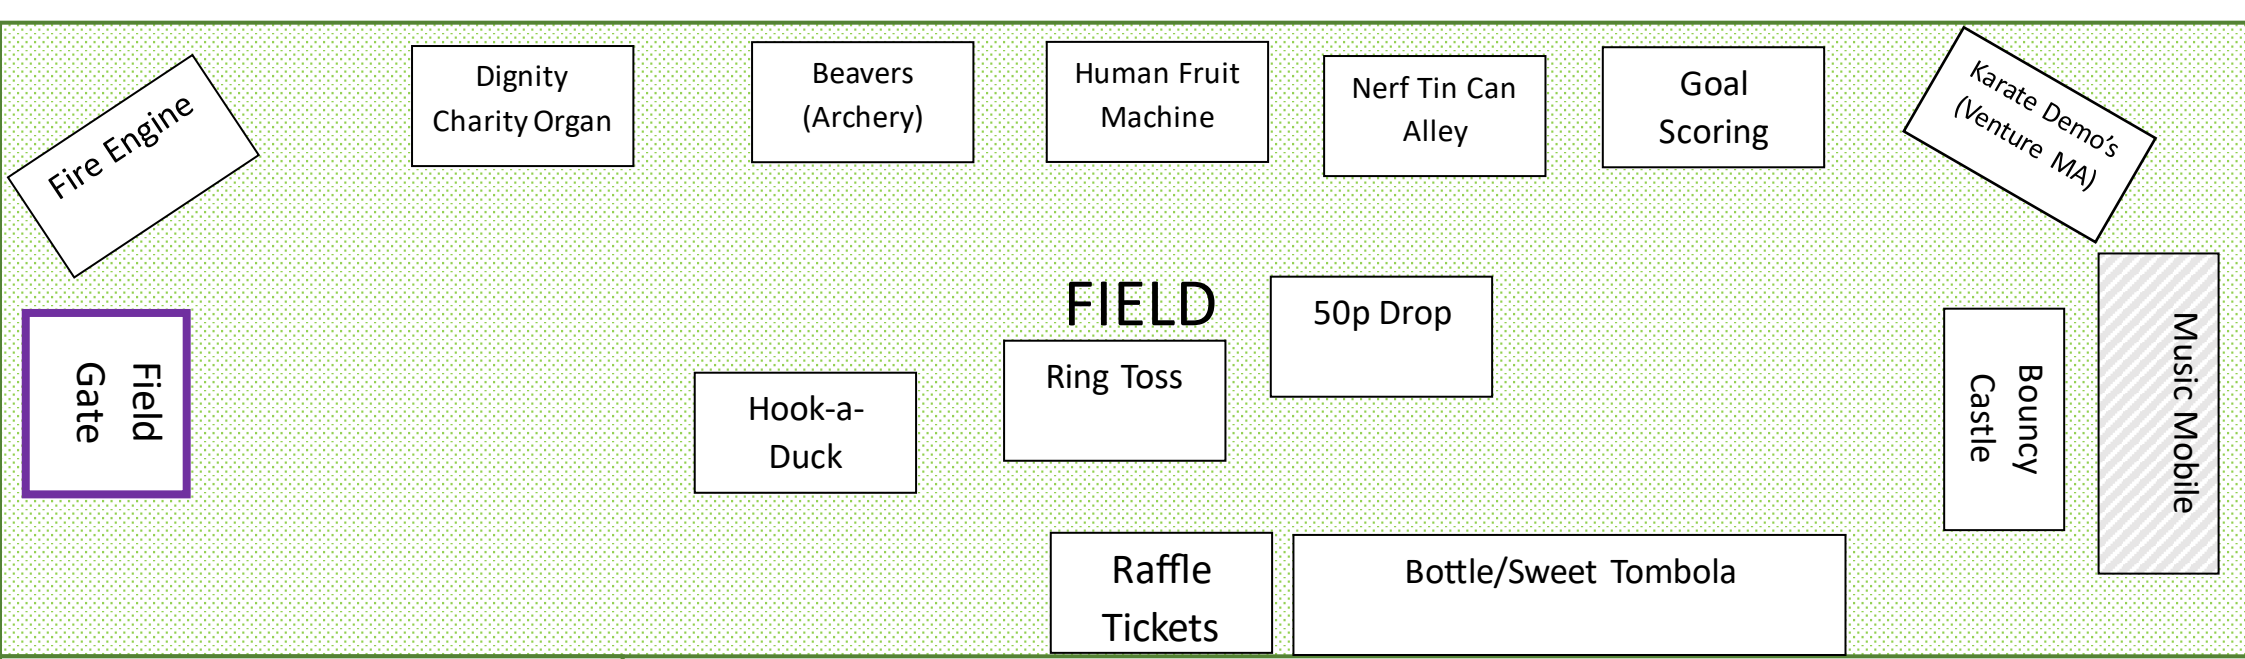 Fire Engine
Dignity
Charity Organ
Beavers
(Archery)
Human Fruit
Machine
Nerf Tin Can
Alley
Goal
Scoring
Karate Demo's
(Venture MA)
FIELD
50p Drop
Ring Toss
Hook-a-
Duck
Field
Gate
Bouncy
Castle
Music Mobile
Raffle
Tickets
Bottle/Sweet Tombola